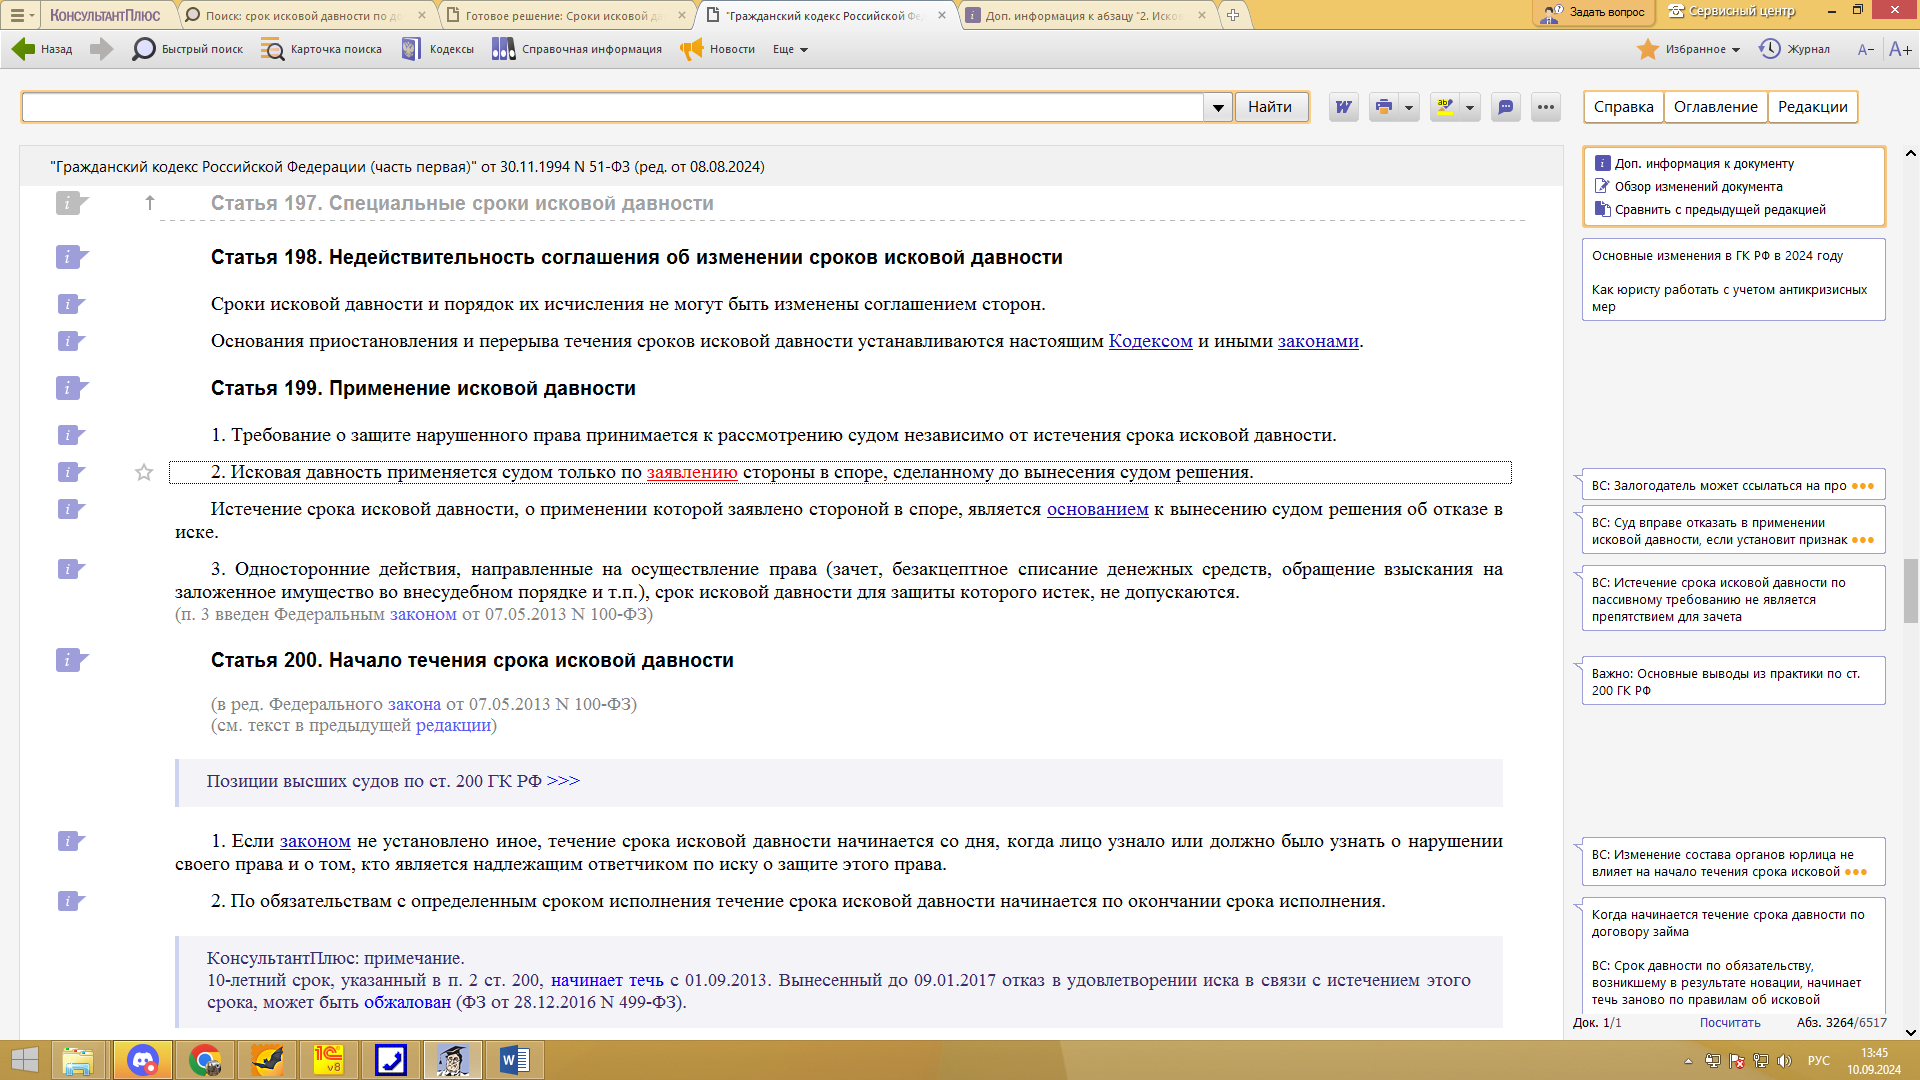 КонсультантПлюс
Поиск: срок исковой давности по д
Готовое решение: Сроки исковой да
"Гражданский кодекс Российской Фе
Доп. информация к абзацу "2. Иско
Задать вопрос
Сервисный центр
Назад
Быстрый поиск
Карточка поиска
Кодексы
Справочная информация
Новости
Еще
Избранное
Журнал
A-
A+
Найти
W
Справка
Оглавление
Редакции
"Гражданский кодекс Российской Федерации (часть первая)" от 30.11.1994 N 51-ФЗ (ред. от 08.08.2024)
Статья 197. Специальные сроки исковой давности
Статья 198. Недействительность соглашения об изменении сроков исковой давности
Сроки исковой давности и порядок их исчисления не могут быть изменены соглашением сторон.
Основания приостановления и перерыва течения сроков исковой давности устанавливаются настоящим Кодексом и иными законами.
Статья 199. Применение исковой давности
1. Требование о защите нарушенного права принимается к рассмотрению судом независимо от истечения срока исковой давности.
2. Исковая давность применяется судом только по заявлению стороны в споре, сделанному до вынесения судом решения.
Истечение срока исковой давности, о применении которой заявлено стороной в споре, является основанием к вынесению судом решения об отказе в
иске.
3. Односторонние действия, направленные на осуществление права (зачет, безакцептное списание денежных средств, обращение взыскания на
заложенное имущество во внесудебном порядке и т.п.), срок исковой давности для защиты которого истек, не допускаются.
(п. 3 введен Федеральным законом от 07.05.2013 N 100-ФЗ)
Статья 200. Начало течения срока исковой давности
(в ред. Федерального закона от 07.05.2013 N 100-ФЗ)
(см. текст в предыдущей редакции)
Позиции высших судов по ст. 200 ГК РФ >>>
1. Если законом не установлено иное, течение срока исковой давности начинается со дня, когда лицо узнало или должно было узнать о нарушении
своего права и о том, кто является надлежащим ответчиком по иску о защите этого права.
2. По обязательствам с определенным сроком исполнения течение срока исковой давности начинается по окончании срока исполнения.
КонсультантПлюс: примечание.
10-летний срок, указанный в п. 2 ст. 200, начинает течь с 01.09.2013. Вынесенный до 09.01.2017 отказ в удовлетворении иска в связи с истечением этого
срока, может быть обжалован (ФЗ от 28.12.2016 N 499-ФЗ).
Доп. информация к документу
Обзор изменений документа
Сравнить с предыдущей редакцией
Основные изменения в ГК РФ в 2024 году
Как юристу работать с учетом антикризисных
мер
ВС: Залогодатель может ссылаться на про
ВС: Суд вправе отказать в применении
исковой давности, если установит признак
ВС: Истечение срока исковой давности по
пассивному требованию не является
препятствием для зачета
Важно: Основные выводы из практики по ст.
200 ГК РФ
ВС: Изменение состава органов юрлица не
влияет на начало течения срока исковой
Когда начинается течение срока давности по
договору займа
ВС: Срок давности по обязательству,
возникшему в результате новации, начинает
течь заново по правилам об исковой
Док. 1/1
Посчитать
Абз. 3264/6517
1С
v8
РУС
13:45
10.09.2024